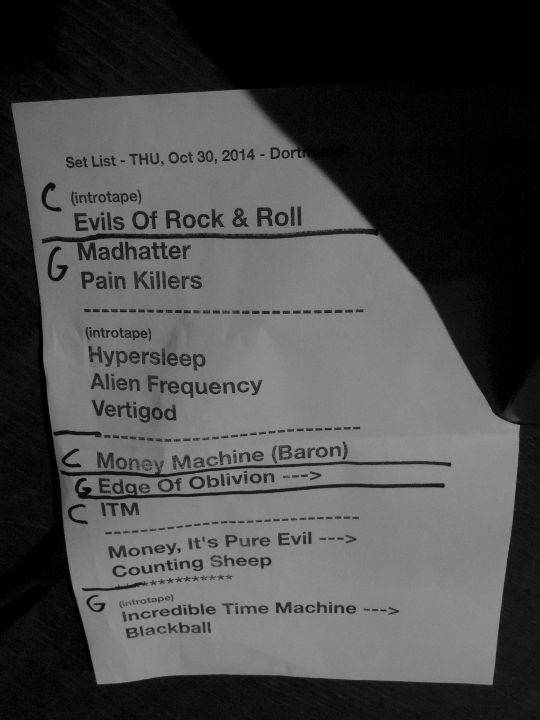 Set List - THU, Oct 30, 2014 - Dortmund
C (introtape)
Evils Of Rock & Roll
G Madhatter
Pain Killers
------------------------------
(introtape)
Hypersleep
Alien Frequency
Vertigod
------------------------------
C Money Machine (Baron)
G Edge Of Oblivion --->
C ITM
------------------------------
Money, It's Pure Evil --->
Counting Sheep
**************
G (introtape)
Incredible Time Machine --->
Blackball